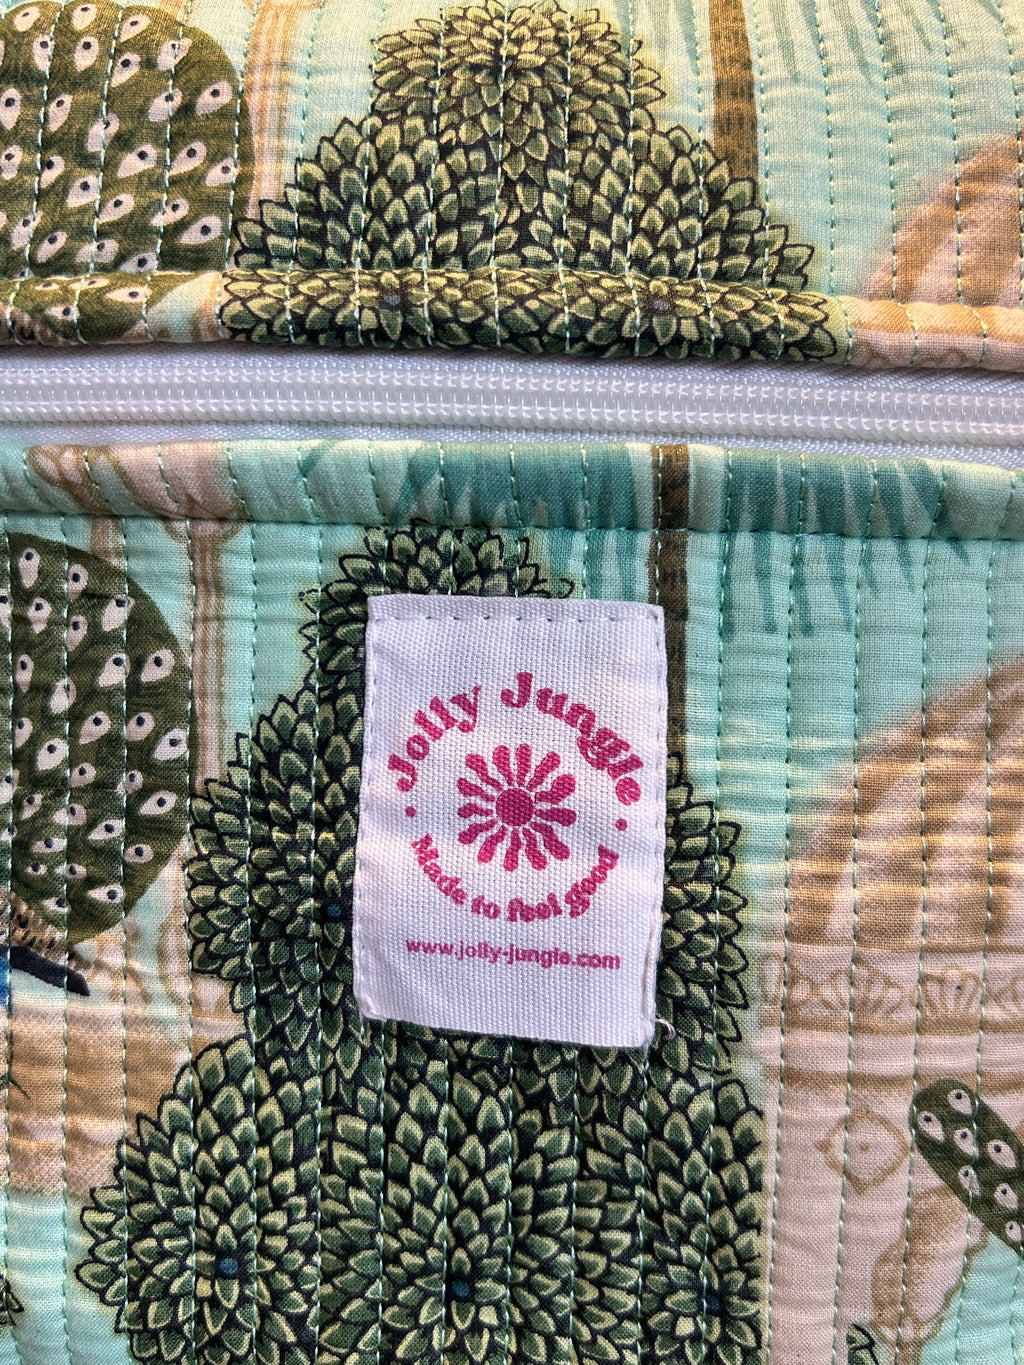 Jolly Jungle
Made to feel good
www.jolly-jungle.com